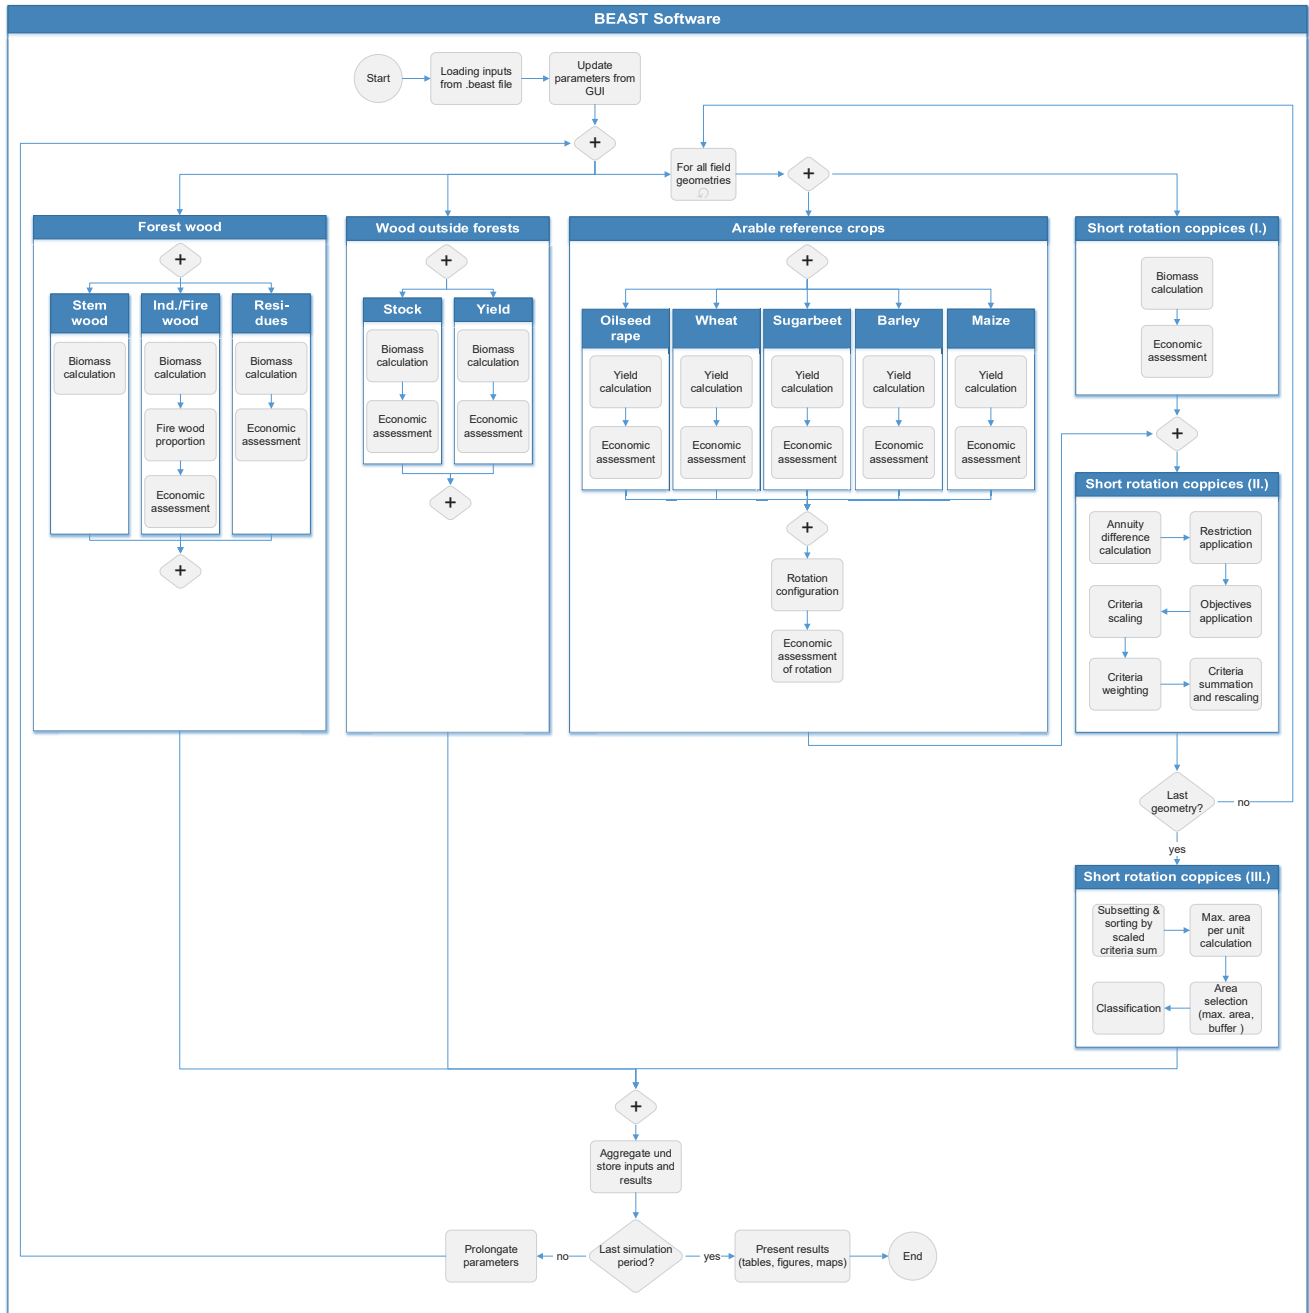 BEAST Software
Start
Loading inputs
from .beast file
Update
parameters from
GUI
+
For all field
geometries
+
Forest wood
+
Stem
wood
Biomass
calculation
Ind./Fire
wood
Biomass
calculation
Fire wood
proportion
Economic
assessment
Resi-
dues
Biomass
calculation
Economic
assessment
+
Wood outside forests
+
Stock
Biomass
calculation
Economic
assessment
Yield
Biomass
calculation
Economic
assessment
+
Arable reference crops
+
Oilseed
rape
Yield
calculation
Economic
assessment
Wheat
Yield
calculation
Economic
assessment
Sugarbeet
Yield
calculation
Economic
assessment
Barley
Yield
calculation
Economic
assessment
Maize
Yield
calculation
Economic
assessment
+
Rotation
configuration
Economic
assessment
of rotation
Short rotation coppices (I.)
Biomass
calculation
Economic
assessment
+
Short rotation coppices (II.)
Annuity
difference
calculation
Restriction
application
Objectives
application
Criteria
scaling
Criteria
weighting
Criteria
summation
and rescaling
Last
geometry?
no
yes
Short rotation coppices (III.)
Subsetting &
sorting by
scaled
criteria sum
Max. area
per unit
calculation
Area
selection
(max. area,
buffer )
Classification
+
Aggregate und
store inputs and
results
Last simulation
period?
no
Prolongate
parameters
yes
Present results
(tables, figures, maps)
End